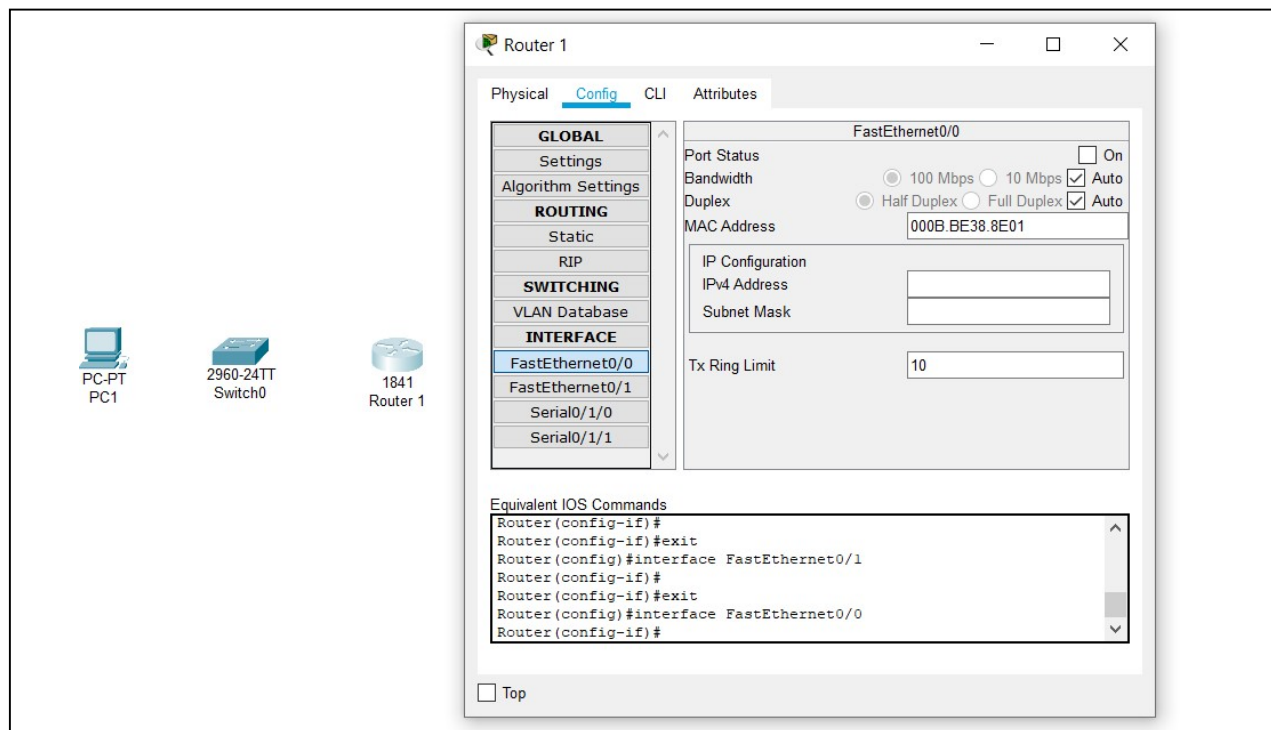 PC-PT
PC1
2960-24TT
Switch0
1841
Router 1
Router 1
Physical Config CLI Attributes
GLOBAL
Settings
Algorithm Settings
ROUTING
Static
RIP
SWITCHING
VLAN Database
INTERFACE
FastEthernet0/0
FastEthernet0/1
Serial0/1/0
Serial0/1/1
FastEthernet0/0
Port Status On
Bandwidth 100 Mbps 10 Mbps Auto
Duplex Half Duplex Full Duplex Auto
MAC Address 000B.BE38.8E01
IP Configuration
IPv4 Address
Subnet Mask
Tx Ring Limit 10
Equivalent IOS Commands
Router(config-if)#
Router(config-if)#exit
Router(config)#interface FastEthernet0/1
Router(config-if)#
Router(config-if)#exit
Router(config)#interface FastEthernet0/0
Router(config-if)#
Top